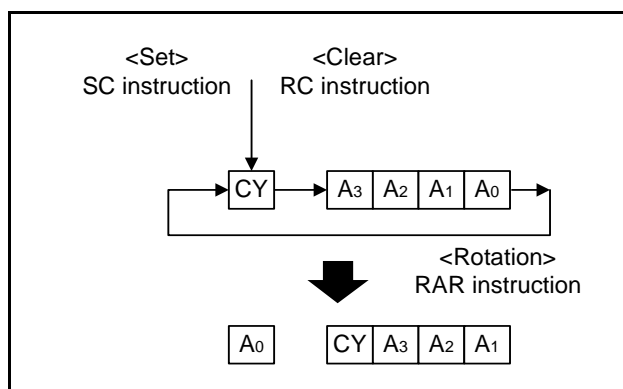 <Set> <Clear>
SC instruction RC instruction
CY A3 A2 A1 A0
<Rotation>
RAR instruction
A0 CY A3 A2 A1